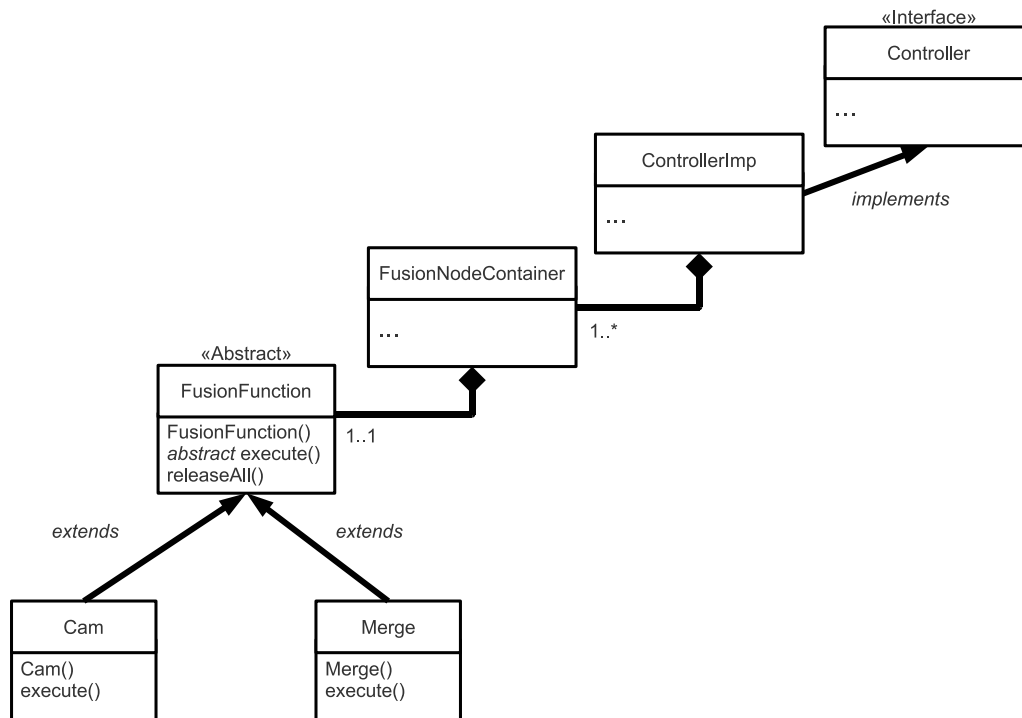 «Interface»
Controller
...
ControllerImp
...
implements
FusionNodeContainer
...
1..*
«Abstract»
FusionFunction
FusionFunction()
abstract execute()
releaseAll()
1..1
extends
extends
Cam
Cam()
execute()
Merge
Merge()
execute()